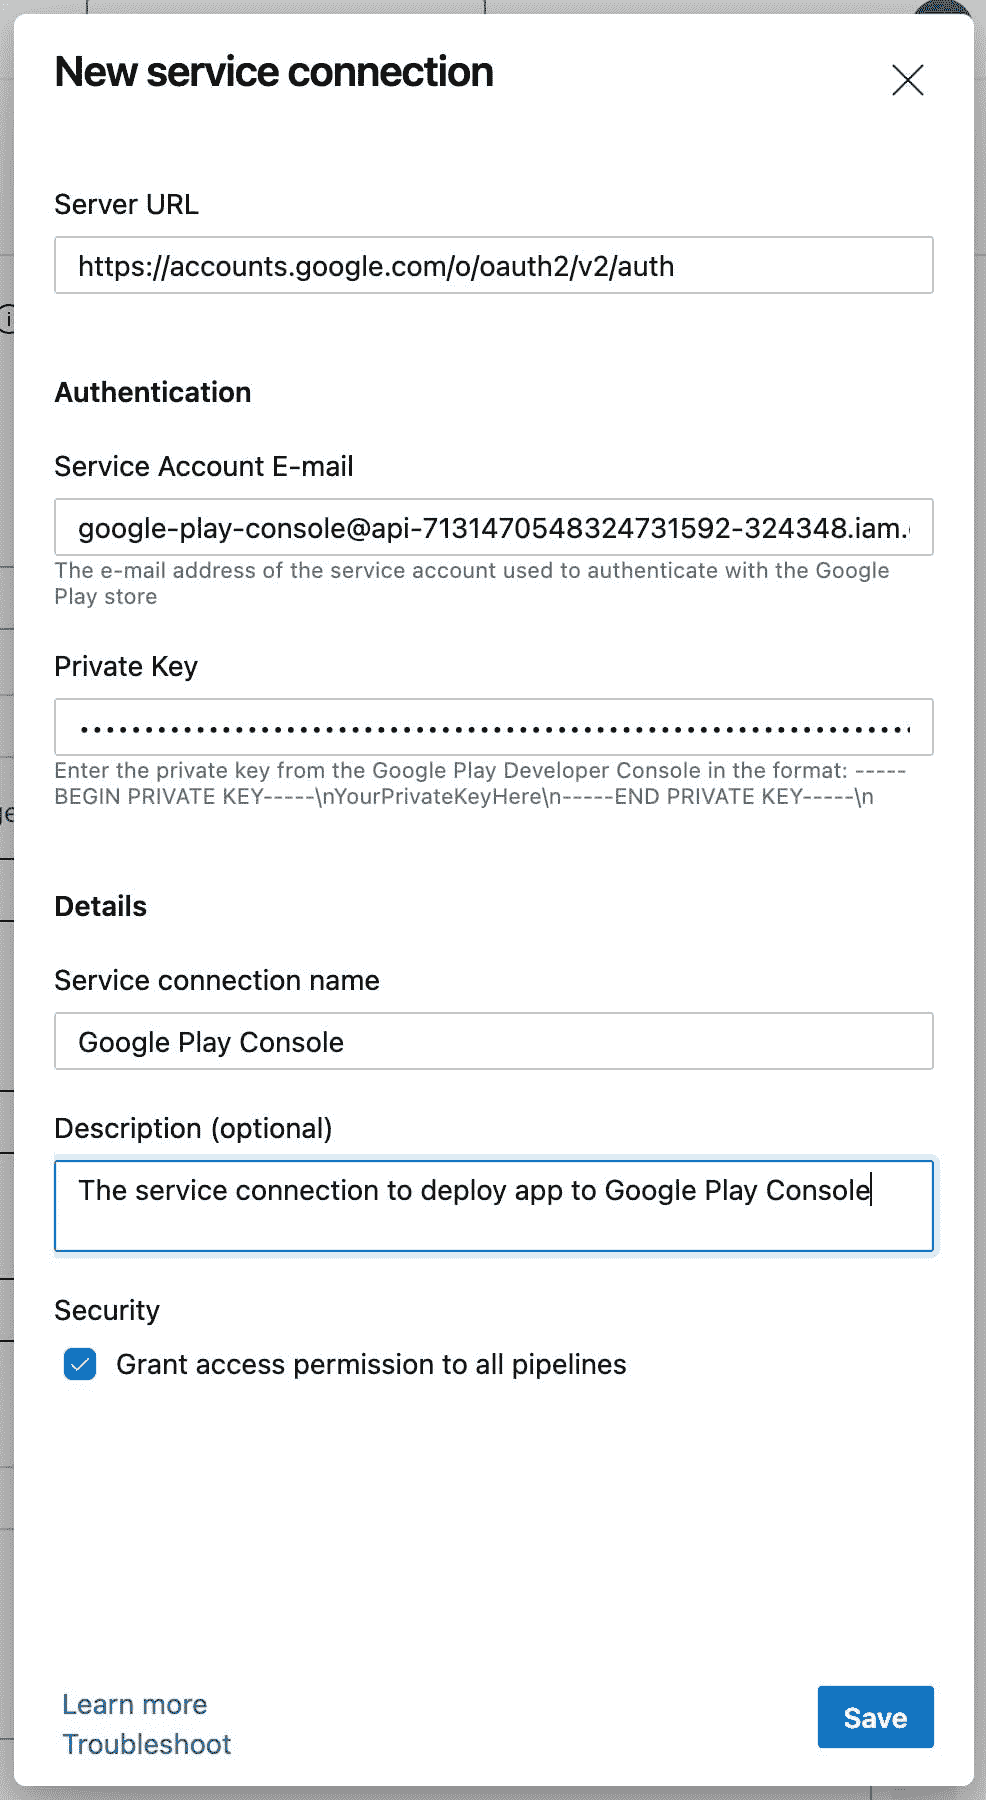 New service connection
Server URL
https://accounts.google.com/o/oauth2/v2/auth
Authentication
Service Account E-mail
google-play-console@api-7131470548324731592-324348.iam.
The e-mail address of the service account used to authenticate with the Google
Play store
Private Key
Enter the private key from the Google Play Developer Console in the format: -----
BEGIN PRIVATE KEY-----\nYourPrivateKeyHere\n-----END PRIVATE KEY-----\n
Details
Service connection name
Google Play Console
Description (optional)
The service connection to deploy app to Google Play Console
Security
Grant access permission to all pipelines
Learn more
Troubleshoot
Save